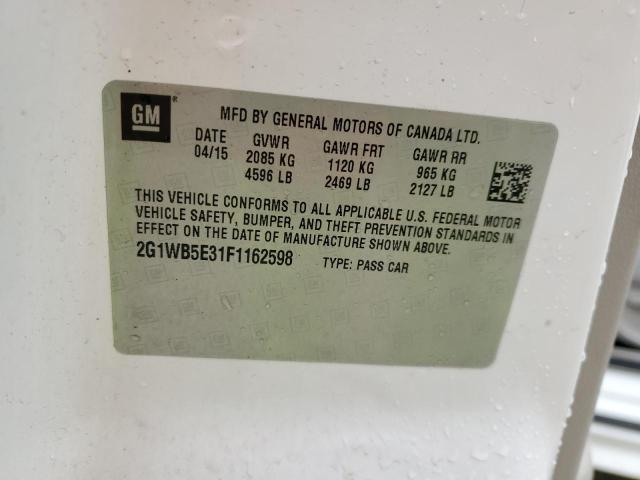 GM ®
MFD BY GENERAL MOTORS OF CANADA LTD.
DATE GVWR GAWR FRT GAWR RR
04/15 2085 KG 1120 KG 965 KG
4596 LB 2469 LB 2127 LB
THIS VEHICLE CONFORMS TO ALL APPLICABLE U.S. FEDERAL MOTOR
VEHICLE SAFETY, BUMPER, AND THEFT PREVENTION STANDARDS IN
EFFECT ON THE DATE OF MANUFACTURE SHOWN ABOVE.
2G1WB5E31F1162598 TYPE: PASS CAR